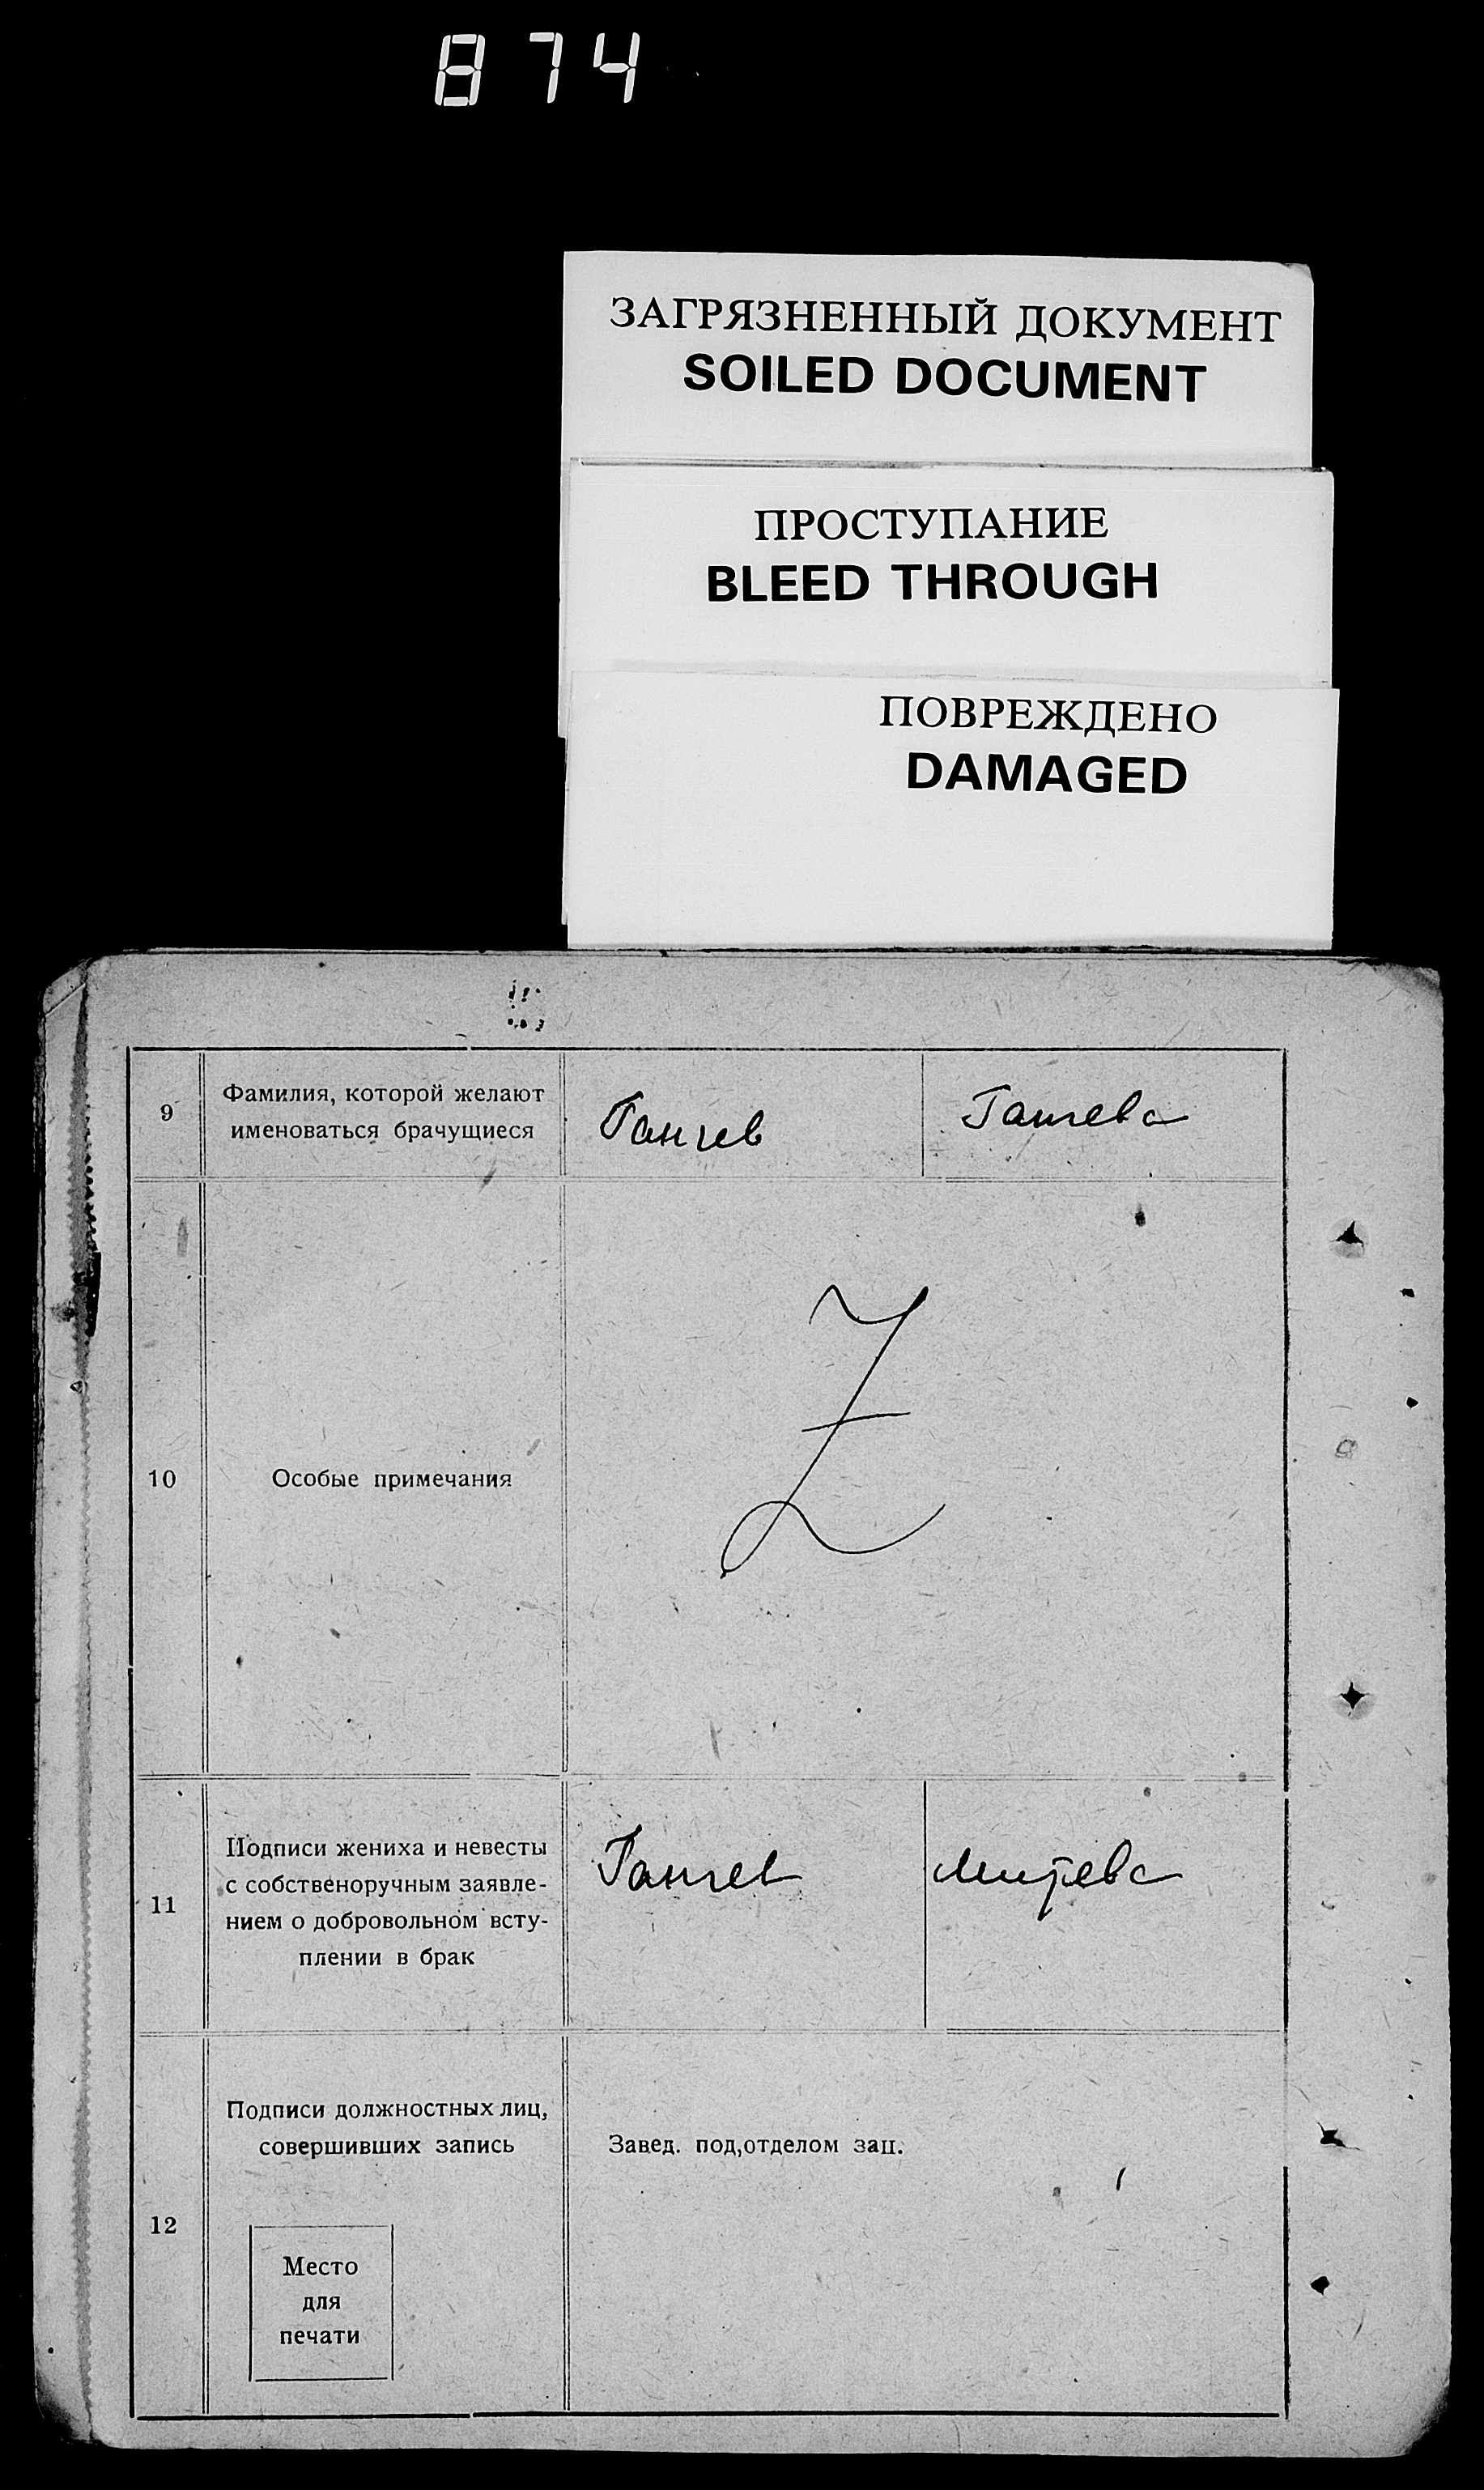 874
ЗАГРЯЗНЕННЫЙ ДОКУМЕНТ
SOILED DOCUMENT
ПРОСТУПАНИЕ
BLEED THROUGH
ПОВРЕЖДЕНО
DAMAGED
9
Фамилия, которой желают
именоваться брачущиеся
Ганчев
Ганчева
10
Особые примечания
Z
11
Подписи жениха и невесты
с собственоручным заявле-
нием о добровольном всту-
плении в брак
Ганчев
Митева
12
Подписи должностных лиц,
совершивших запись
Завед. под,отделом зап.
Место
для
печати